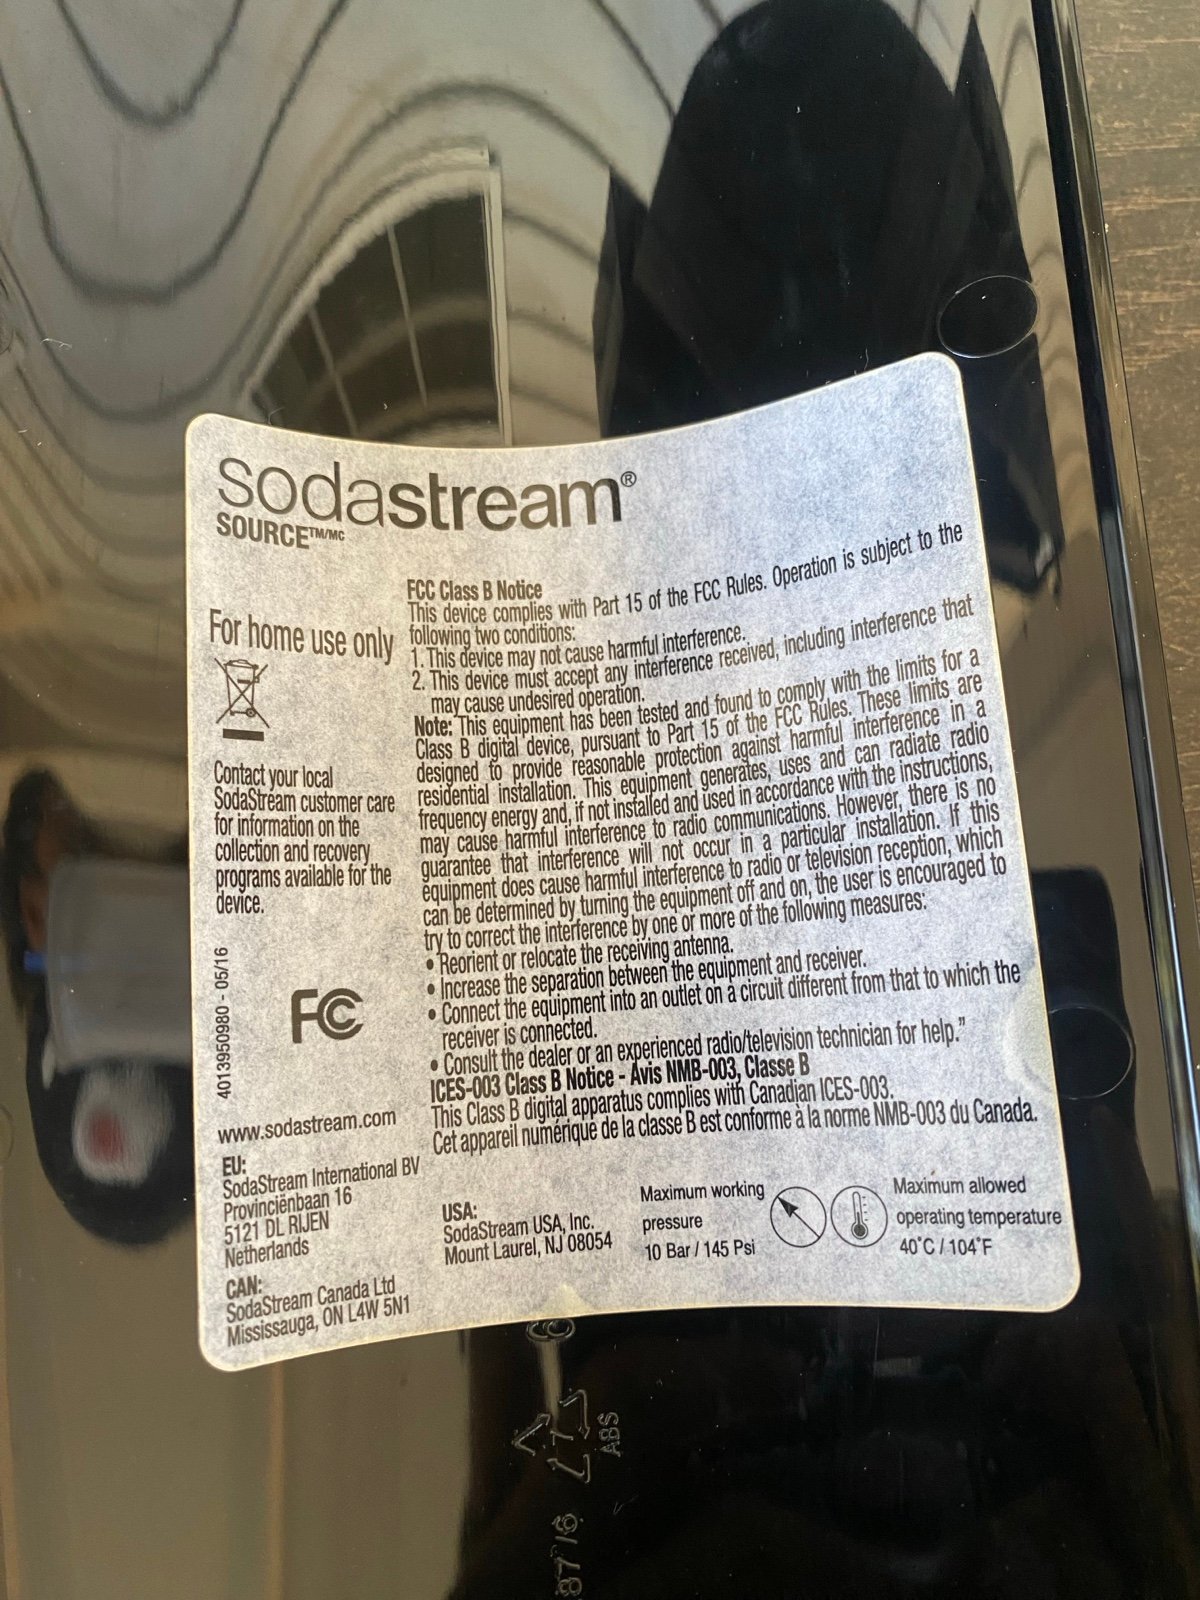 sodastream®
SOURCE™/MC
For home use only
Contact your local
SodaStream customer care
for information on the
collection and recovery
programs available for the
device.
4013950980 - 05/16
FC
www.sodastream.com
EU:
SodaStream International BV
Provinciënbaan 16
5121 DL RIJEN
Netherlands
CAN:
SodaStream Canada Ltd
Mississauga, ON L4W 5N1
FCC Class B Notice
This device complies with Part 15 of the FCC Rules. Operation is subject to the
following two conditions:
1. This device may not cause harmful interference.
2. This device must accept any interference received, including interference that
may cause undesired operation.
Note: This equipment has been tested and found to comply with the limits for a
Class B digital device, pursuant to Part 15 of the FCC Rules. These limits are
designed to provide reasonable protection against harmful interference in a
residential installation. This equipment generates, uses and can radiate radio
frequency energy and, if not installed and used in accordance with the instructions,
may cause harmful interference to radio communications. However, there is no
guarantee that interference will not occur in a particular installation. If this
equipment does cause harmful interference to radio or television reception, which
can be determined by turning the equipment off and on, the user is encouraged to
try to correct the interference by one or more of the following measures:
• Reorient or relocate the receiving antenna.
• Increase the separation between the equipment and receiver.
• Connect the equipment into an outlet on a circuit different from that to which the
receiver is connected.
• Consult the dealer or an experienced radio/television technician for help.”
ICES-003 Class B Notice - Avis NMB-003, Classe B
This Class B digital apparatus complies with Canadian ICES-003.
Cet appareil numérique de la classe B est conforme à la norme NMB-003 du Canada.
USA:
SodaStream USA, Inc.
Mount Laurel, NJ 08054
Maximum working
pressure
10 Bar / 145 Psi
Maximum allowed
operating temperature
40°C / 104°F
ABS